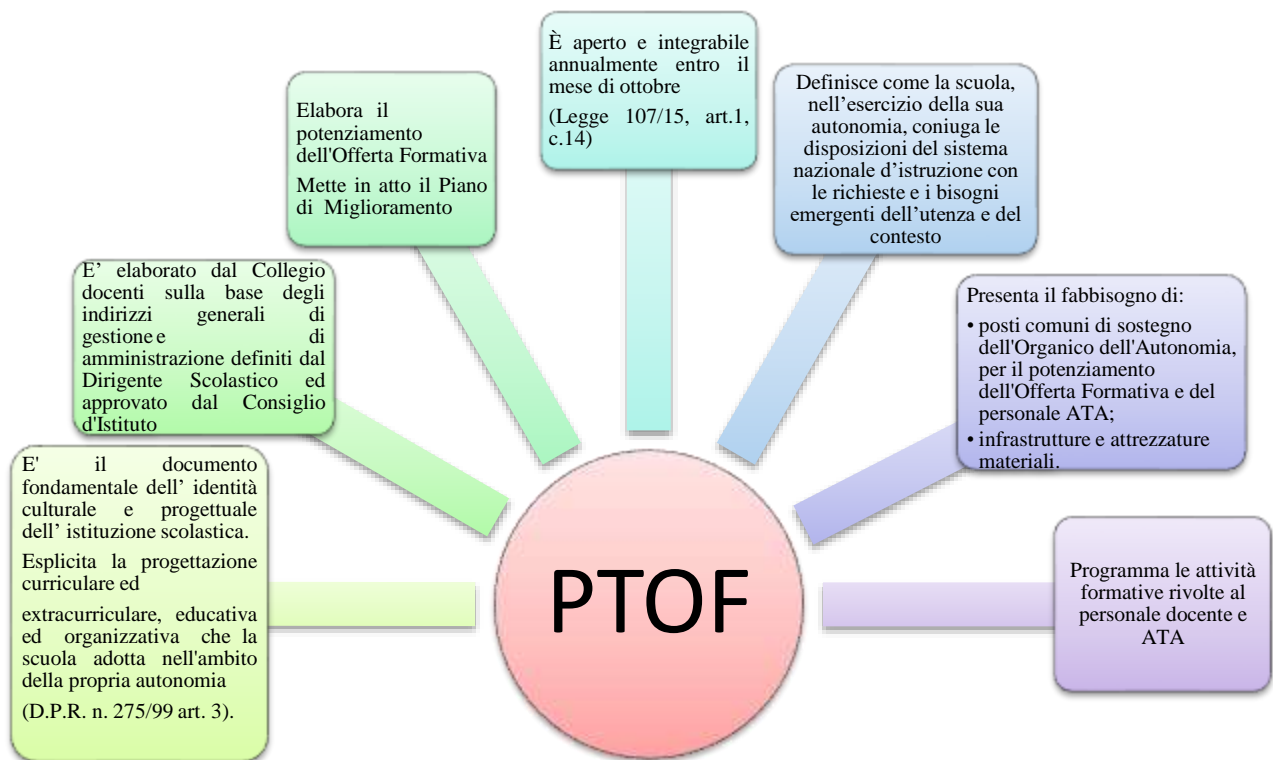 E' il documento
fondamentale dell' identità
culturale e progettuale
dell' istituzione scolastica.
Esplicita la progettazione
curriculare ed
extracurriculare, educativa
ed organizzativa che la
scuola adotta nell'ambito
della propria autonomia
(D.P.R. n. 275/99 art. 3).
E’ elaborato dal Collegio
docenti sulla base degli
indirizzi generali di
gestione e di
amministrazione definiti dal
Dirigente Scolastico ed
approvato dal Consiglio
d'Istituto
Elabora il
potenziamento
dell'Offerta Formativa
Mette in atto il Piano
di Miglioramento
È aperto e integrabile
annualmente entro il
mese di ottobre
(Legge 107/15, art.1,
c.14)
Definisce come la scuola,
nell’esercizio della sua
autonomia, coniuga le
disposizioni del sistema
nazionale d’istruzione con
le richieste e i bisogni
emergenti dell’utenza e del
contesto
Presenta il fabbisogno di:
• posti comuni di sostegno
dell'Organico dell'Autonomia,
per il potenziamento
dell'Offerta Formativa e del
personale ATA;
• infrastrutture e attrezzature
materiali.
Programma le attività
formative rivolte al
personale docente e
ATA
PTOF